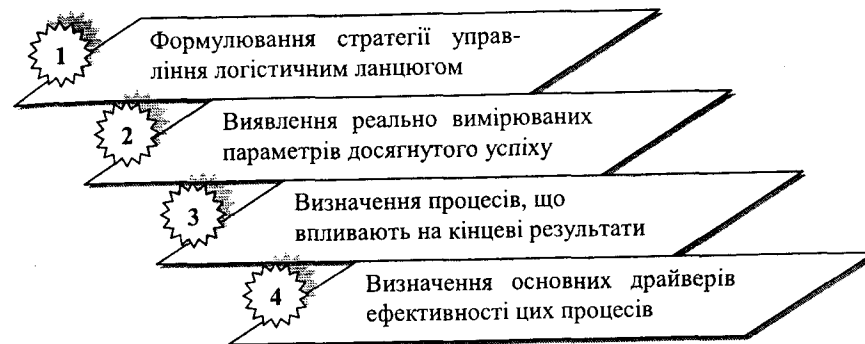 1
Формулювання стратегії управ-
ління логістичним ланцюгом
2
Виявлення реально вимірюваних
параметрів досягнутого успіху
3
Визначення процесів, що
впливають на кінцеві результати
4
Визначення основних драйверів
ефективності цих процесів